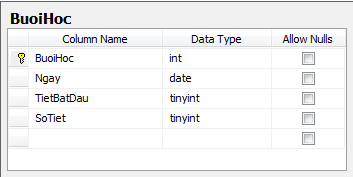 BuoiHoc
Column Name Data Type Allow Nulls
BuoiHoc int
Ngay date
TietBatDau tinyint
SoTiet tinyint